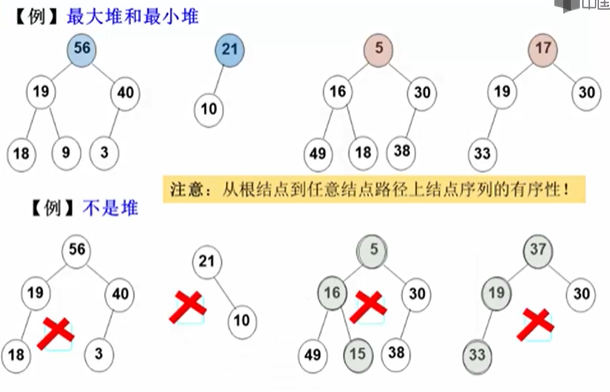 中国
【例】最大堆和最小堆
56 21 5 17
19 40 10 16 30 19 30
18 9 3 49 18 38 33
注意：从根结点到任意结点路径上结点序列的有序性！
【例】不是堆
56 21 5 37
19 40 10 16 30 19 30
18 3 49 15 38 33